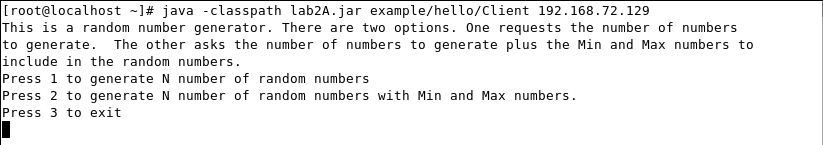 [root@localhost ~]# java -classpath lab2A.jar example/hello/Client 192.168.72.129
This is a random number generator. There are two options. One requests the number of numbers
to generate.  The other asks the number of numbers to generate plus the Min and Max numbers to
include in the random numbers.
Press 1 to generate N number of random numbers
Press 2 to generate N number of random numbers with Min and Max numbers.
Press 3 to exit